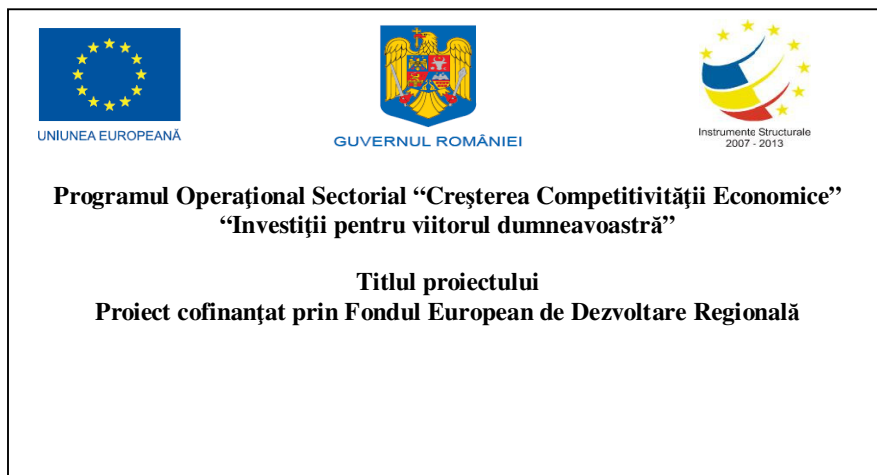 UNIUNEA EUROPEANĂ
GUVERNUL ROMÂNIEI
Instrumente Structurale
2007 - 2013
Programul Operaţional Sectorial “Creşterea Competitivităţii Economice”
“Investiţii pentru viitorul dumneavoastră”
Titlul proiectului
Proiect cofinanţat prin Fondul European de Dezvoltare Regională